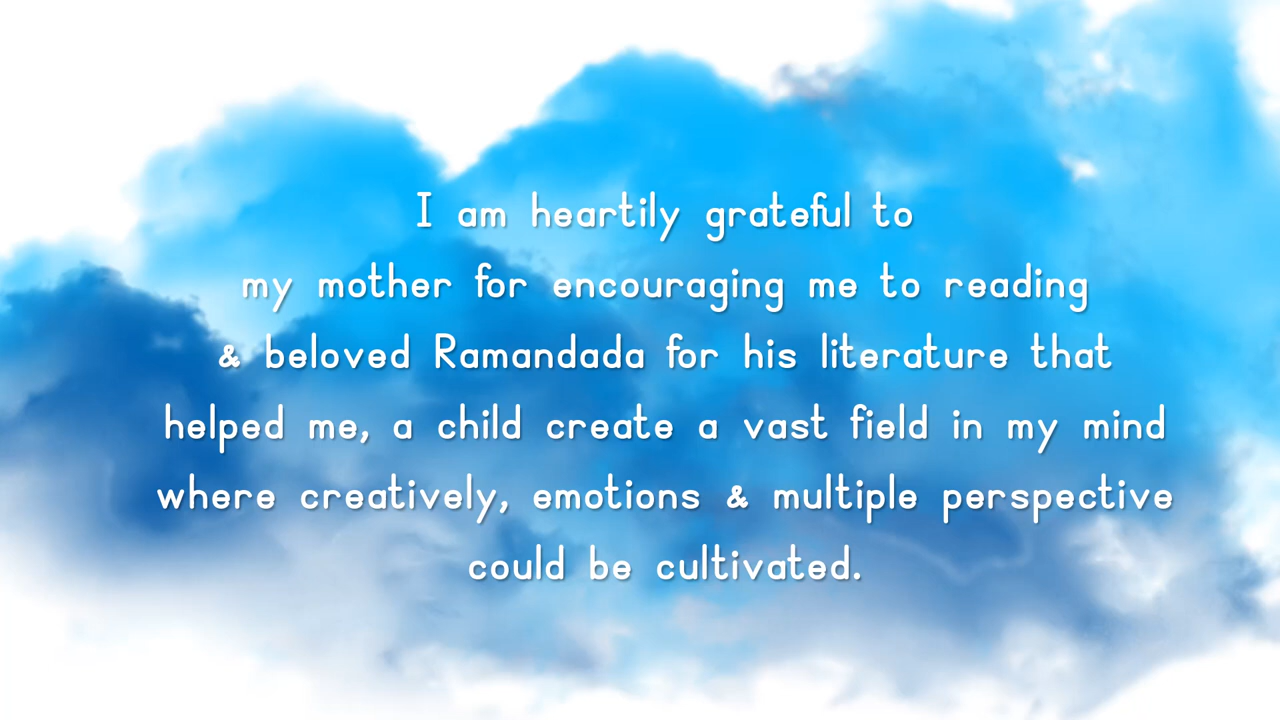 I am heartily grateful to
my mother for encouraging me to reading
& beloved Ramandada for his literature that
helped me, a child create a vast field in my mind
where creatively, emotions & multiple perspective
could be cultivated.